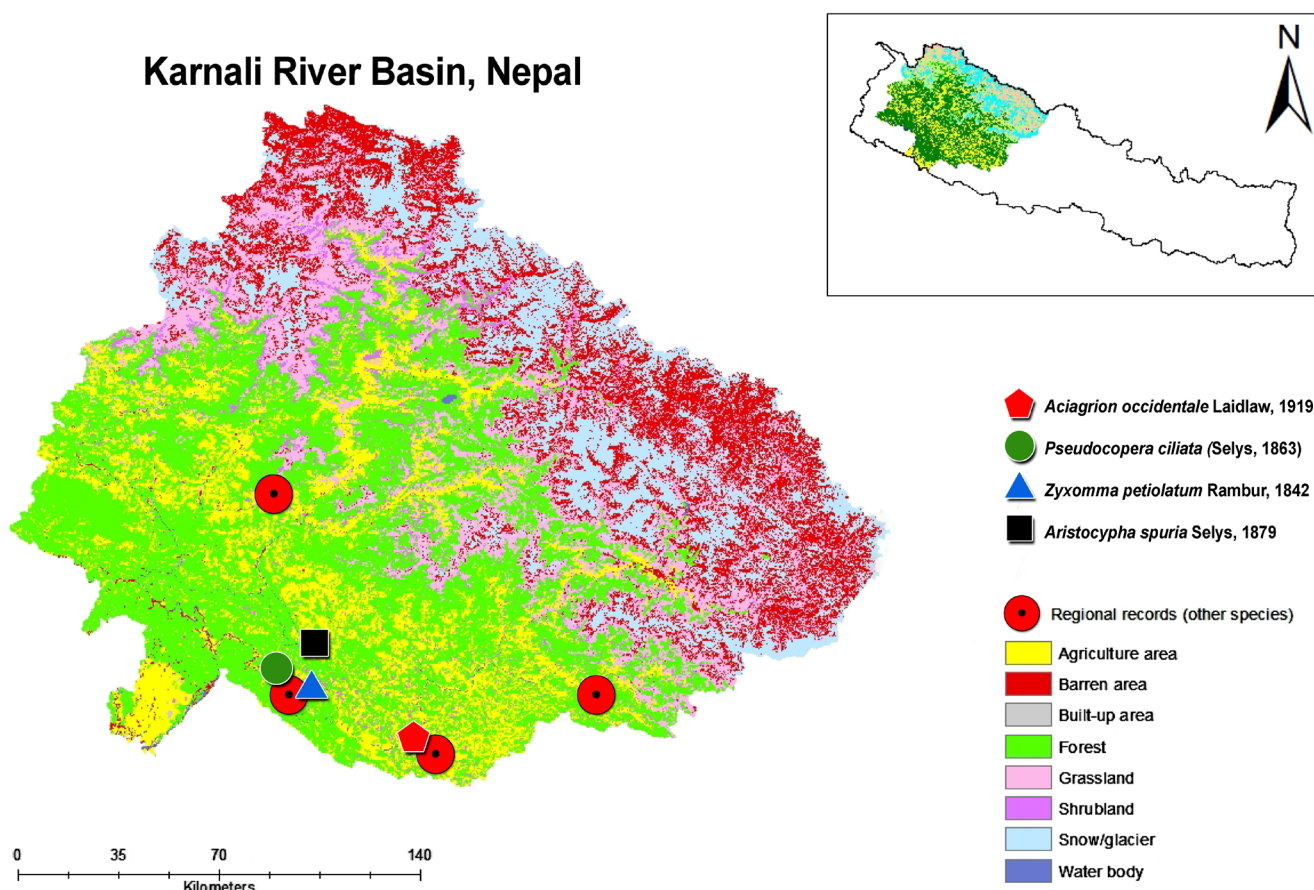 Karnali River Basin, Nepal
N
Aciagrion occidentale Laidlaw, 1919
Pseudocopera ciliata (Selys, 1863)
Zyxomma petiolatum Rambur, 1842
Aristocypha spuria Selys, 1879
Regional records (other species)
Agriculture area
Barren area
Built-up area
Forest
Grassland
Shrubland
Snow/glacier
Water body
0 35 70 140
Kilometers